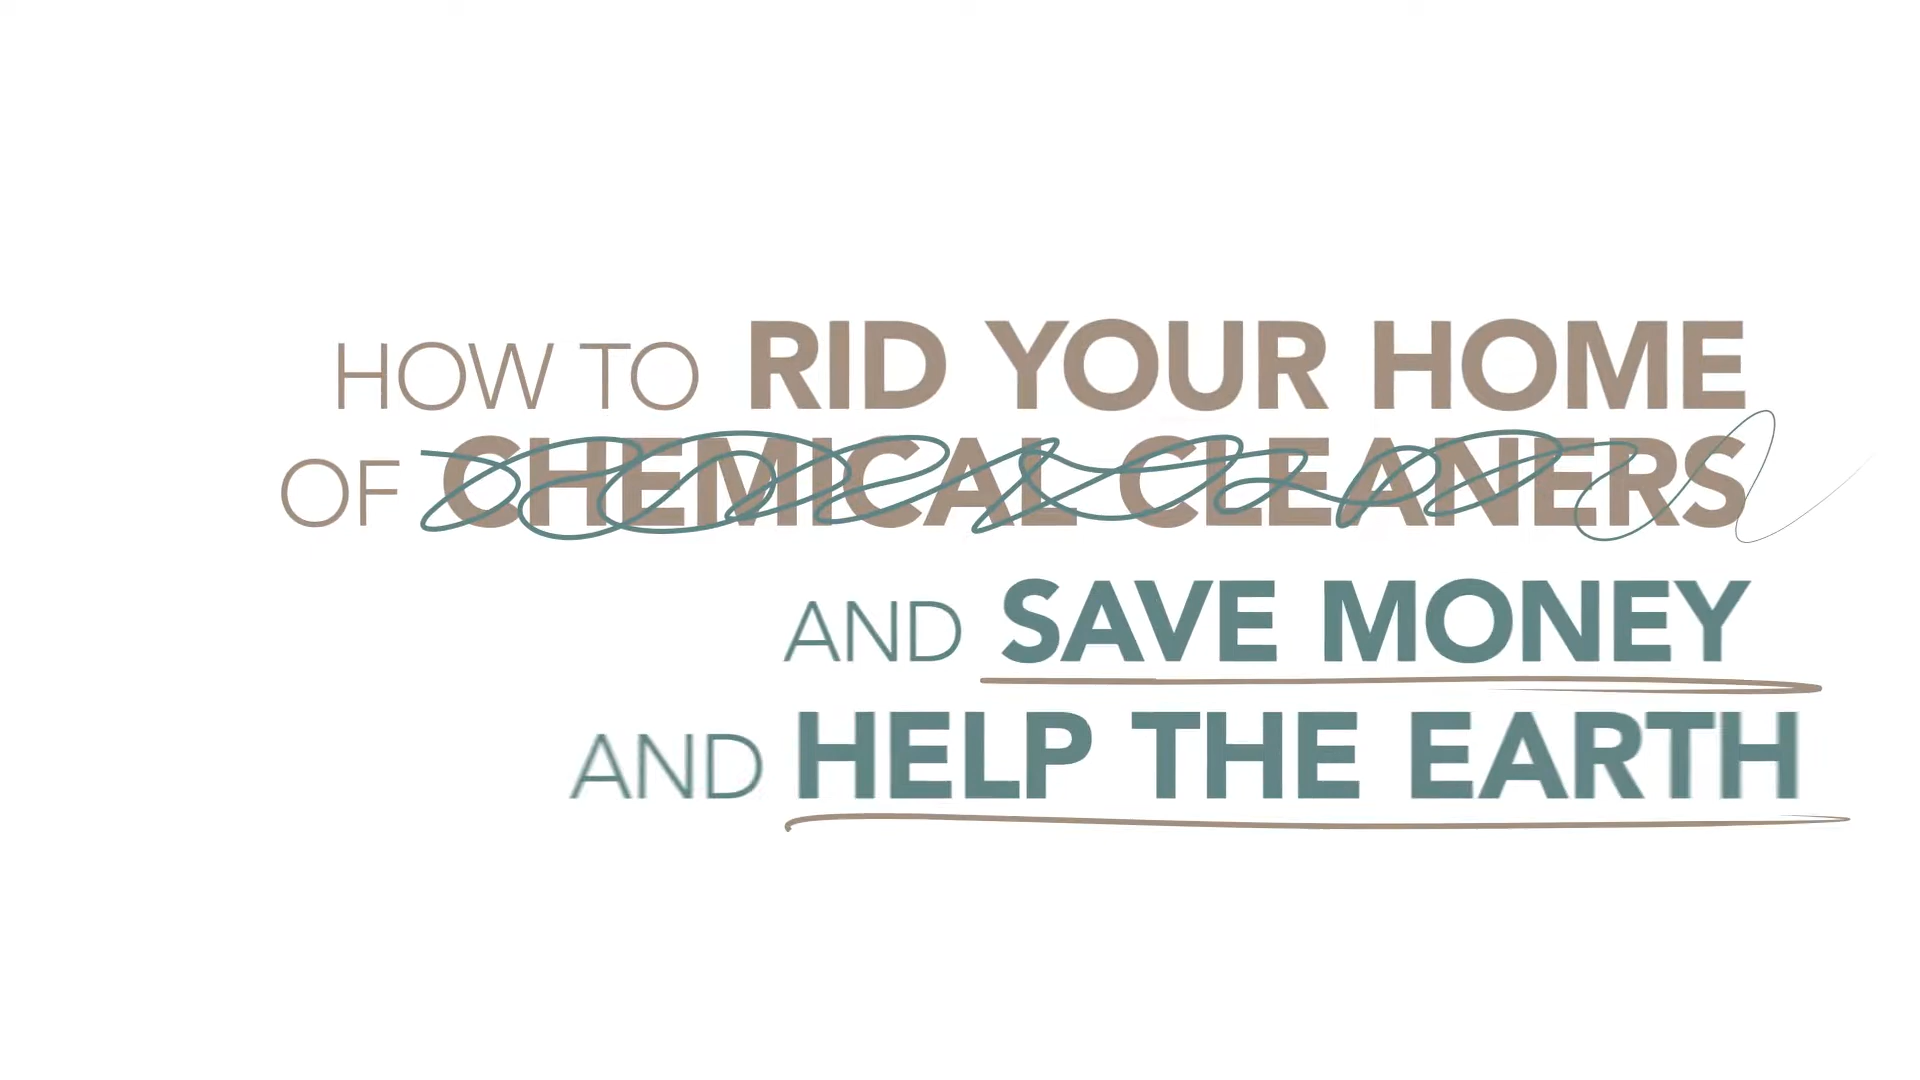 HOW TO RID YOUR HOME
OF CHEMICAL CLEANERS
AND SAVE MONEY
AND HELP THE EARTH